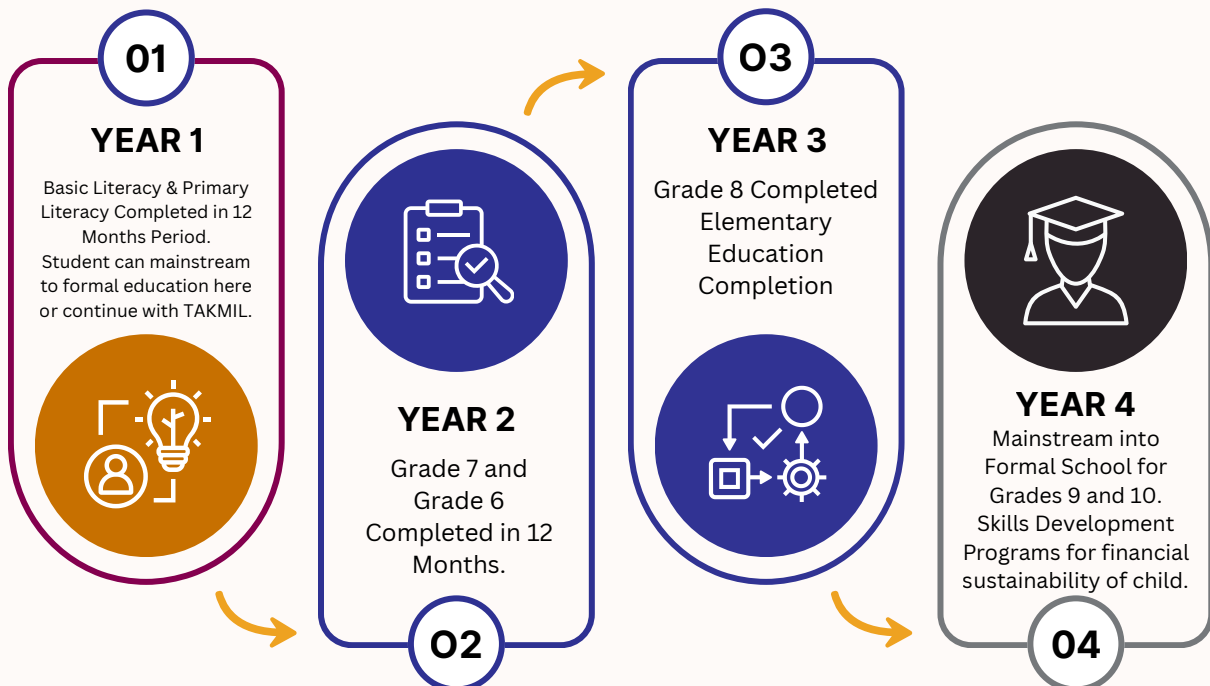 01
YEAR 1
Basic Literacy & Primary
Literacy Completed in 12
Months Period.
Student can mainstream
to formal education here
or continue with TAKMIL.
YEAR 2
Grade 7 and
Grade 6
Completed in 12
Months.
02
03
YEAR 3
Grade 8 Completed
Elementary
Education
Completion
YEAR 4
Mainstream into
Formal School for
Grades 9 and 10.
Skills Development
Programs for financial
sustainability of child.
04